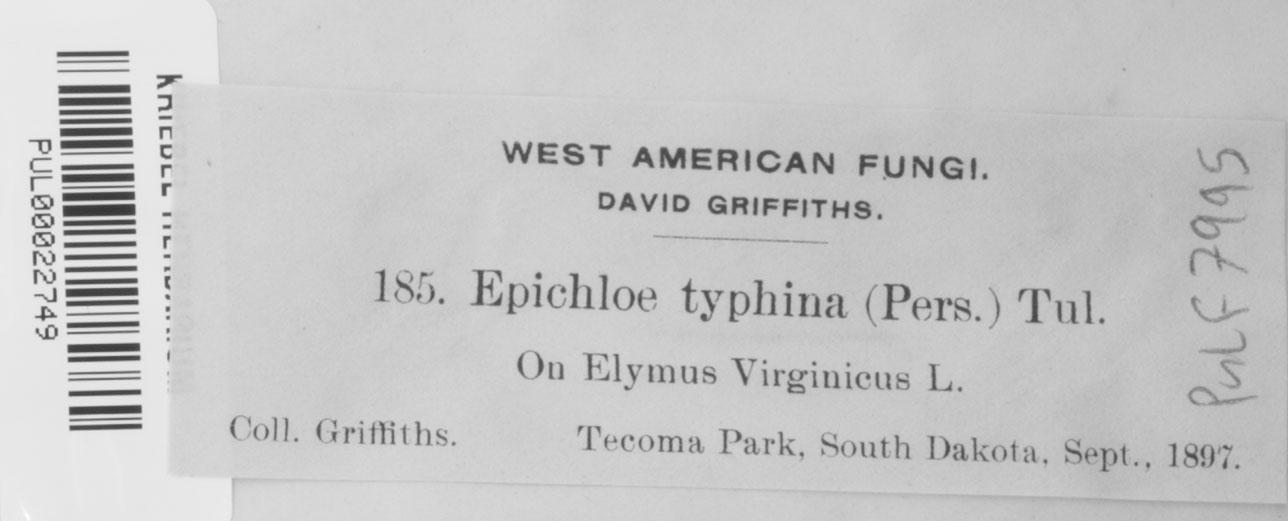 PUL00022749
WEST AMERICAN FUNGI.
DAVID GRIFFITHS.
185. Epichloe typhina (Pers.) Tul.
On Elymus Virginicus L.
Coll. Griffiths. Tecoma Park, South Dakota, Sept., 1897.
PUL F 7995